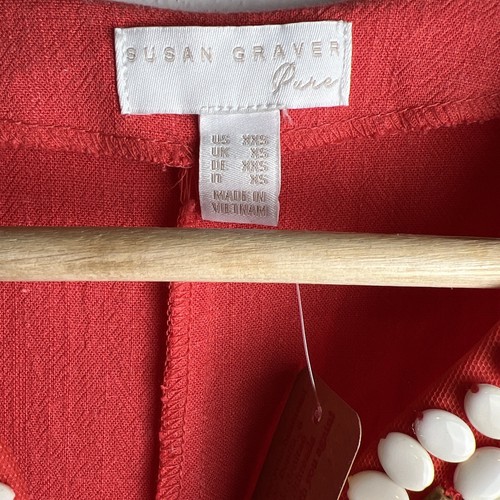 SUSAN GRAVER
Pure
US XXS
UK XS
DE XXS
IT XS
MADE IN
VIETNAM